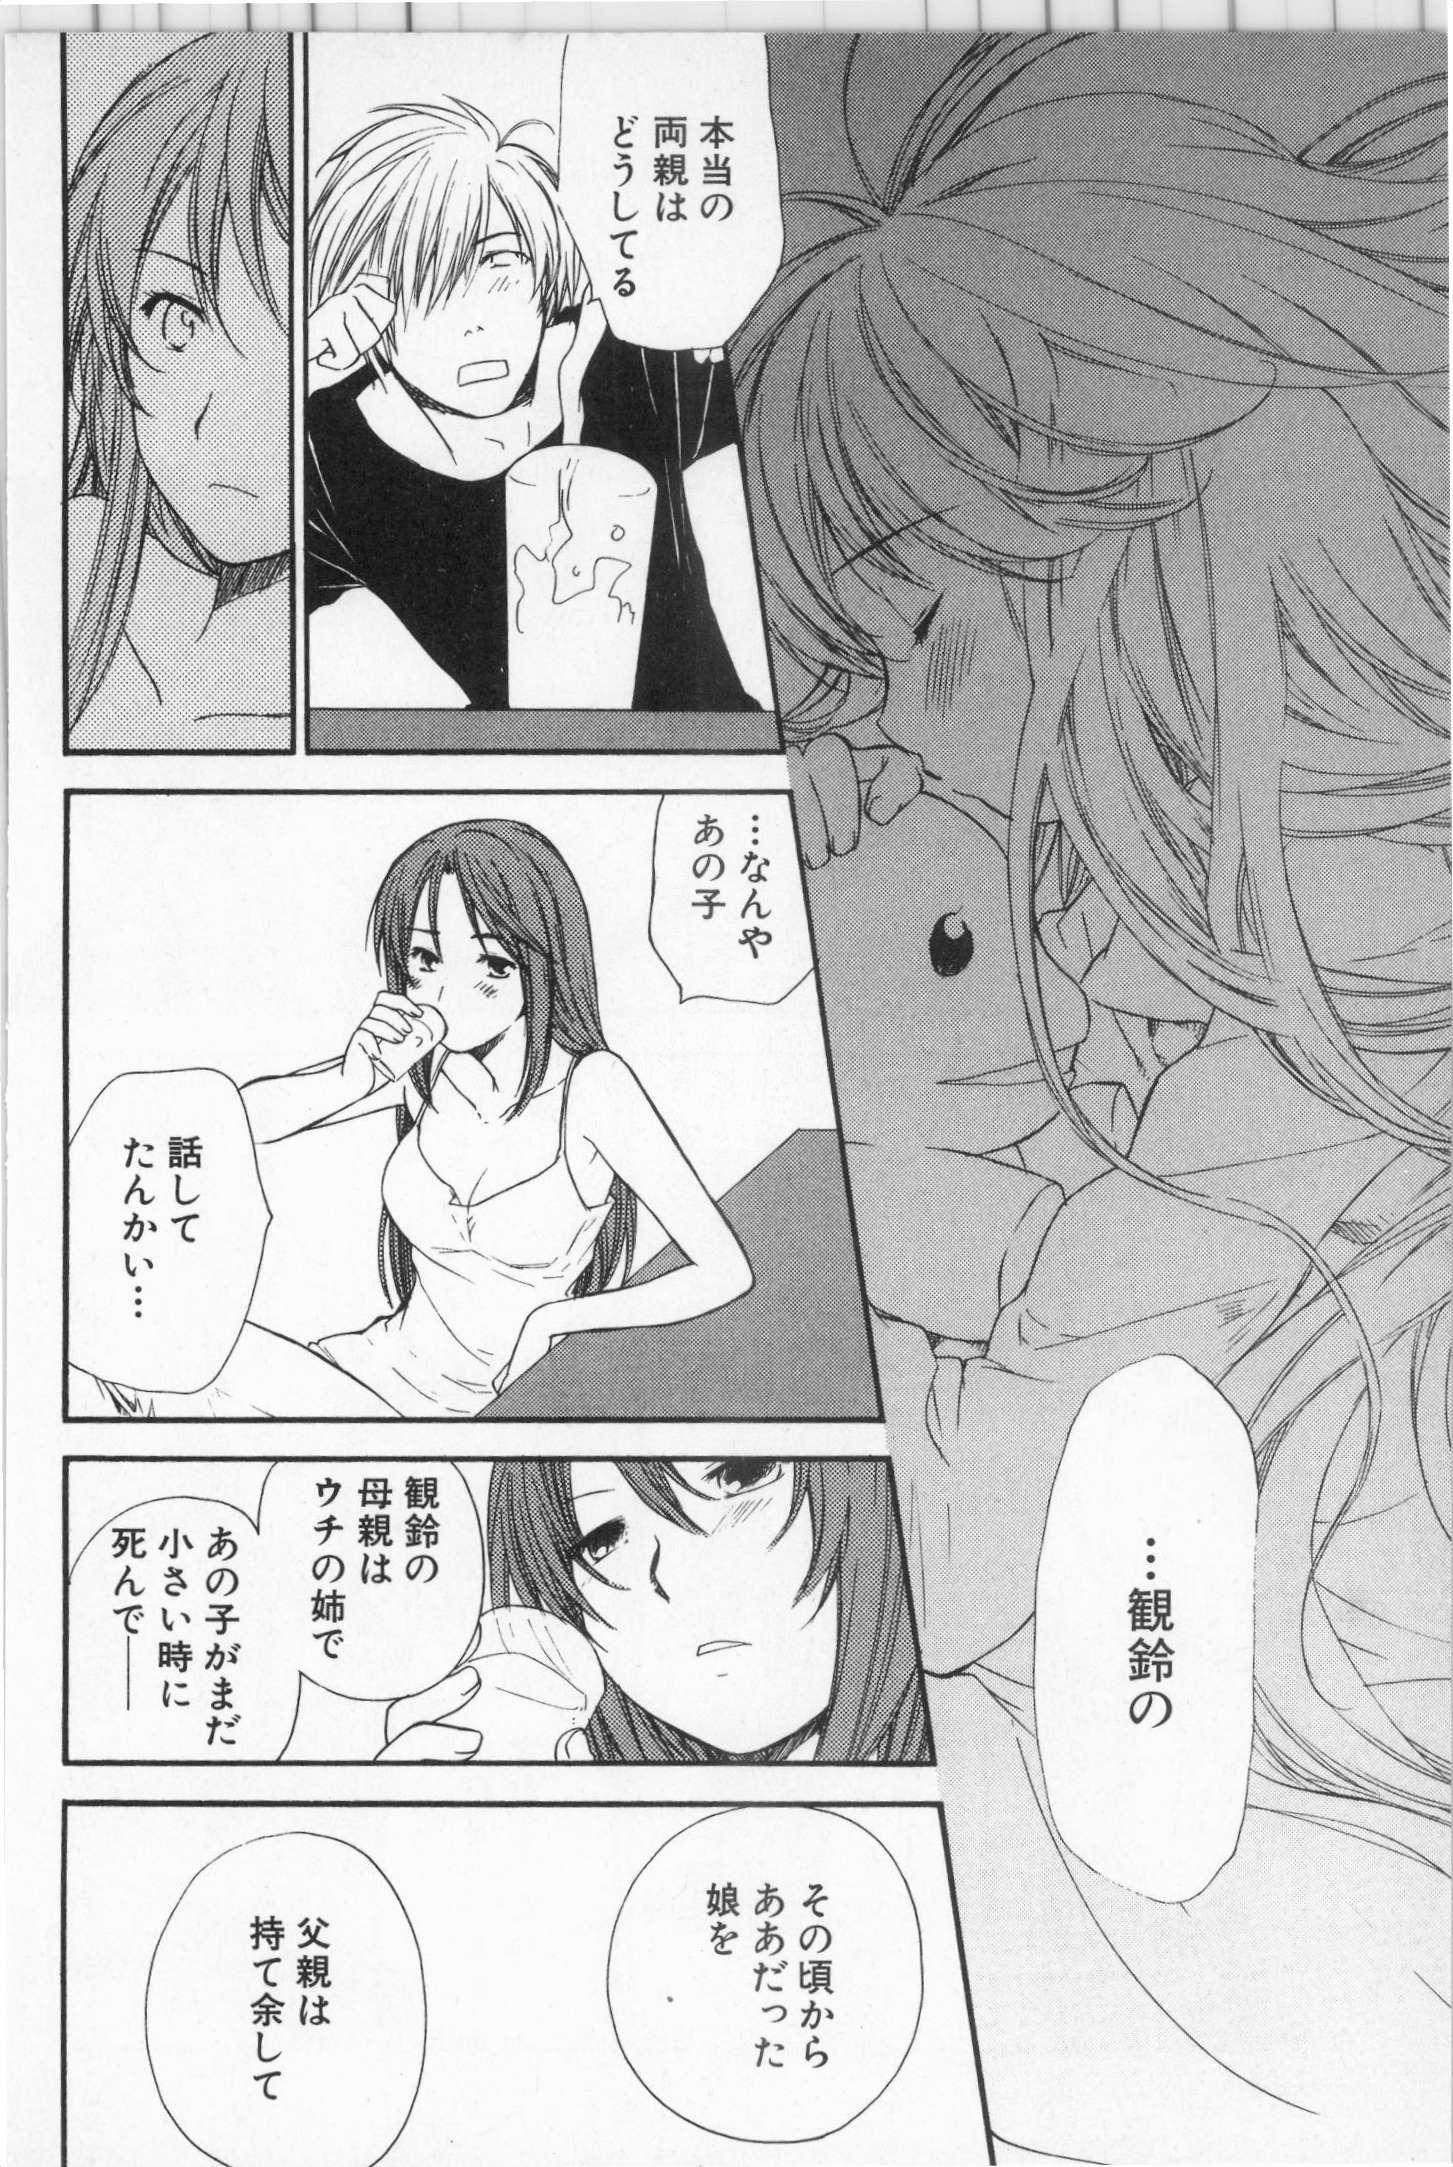 …観鈴の
本当の
両親は
どうしてる
…なんや
あの子
話して
たんかい…
観鈴の
母親は
ウチの姉で
あの子がまだ
小さい時に
死んで――
その頃から
ああだった
娘を
父親は
持て余して